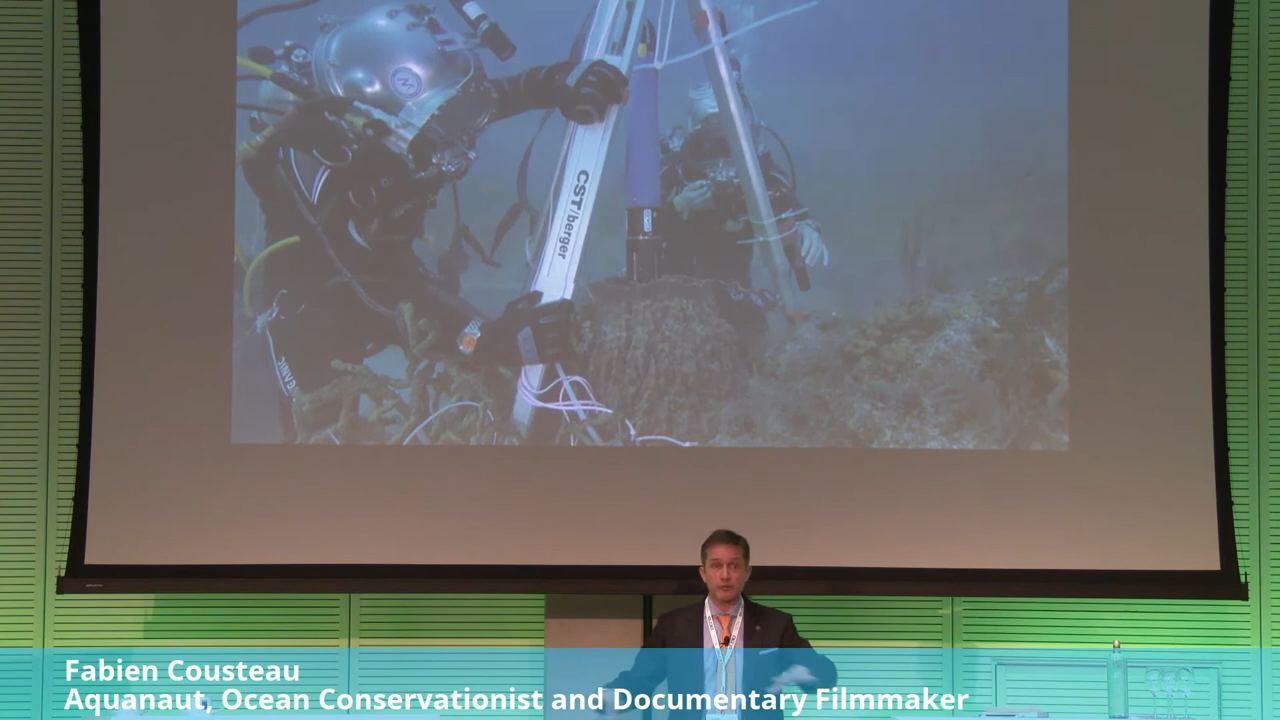 CST/berger
Fabien Cousteau
Aquanaut, Ocean Conservationist and Documentary Filmmaker